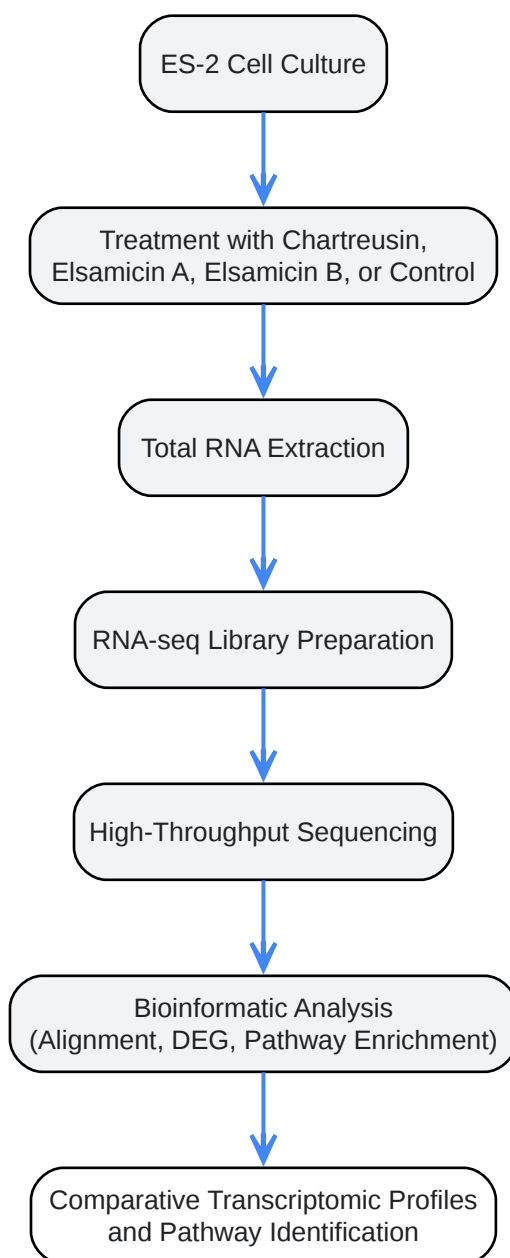 ES-2 Cell Culture
Treatment with Chartreusin,
Elsamicin A, Elsamicin B, or Control
Total RNA Extraction
RNA-seq Library Preparation
High-Throughput Sequencing
Bioinformatic Analysis
(Alignment, DEG, Pathway Enrichment)
Comparative Transcriptomic Profiles
and Pathway Identification